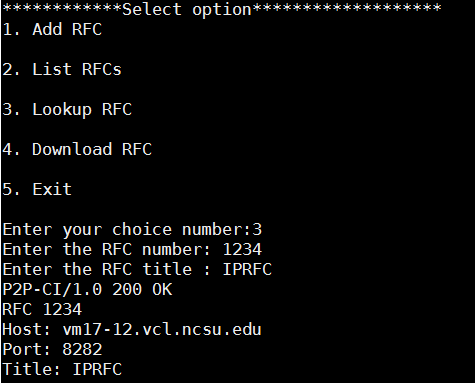 ************Select option*******************
1. Add RFC
2. List RFCs
3. Lookup RFC
4. Download RFC
5. Exit
Enter your choice number:3
Enter the RFC number: 1234
Enter the RFC title : IPRFC
P2P-CI/1.0 200 OK
RFC 1234
Host: vm17-12.vcl.ncsu.edu
Port: 8282
Title: IPRFC